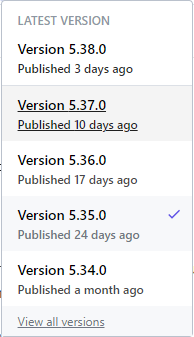 LATEST VERSION
Version 5.38.0
Published 3 days ago
Version 5.37.0
Published 10 days ago
Version 5.36.0
Published 17 days ago
Version 5.35.0
Published 24 days ago
Version 5.34.0
Published a month ago
View all versions